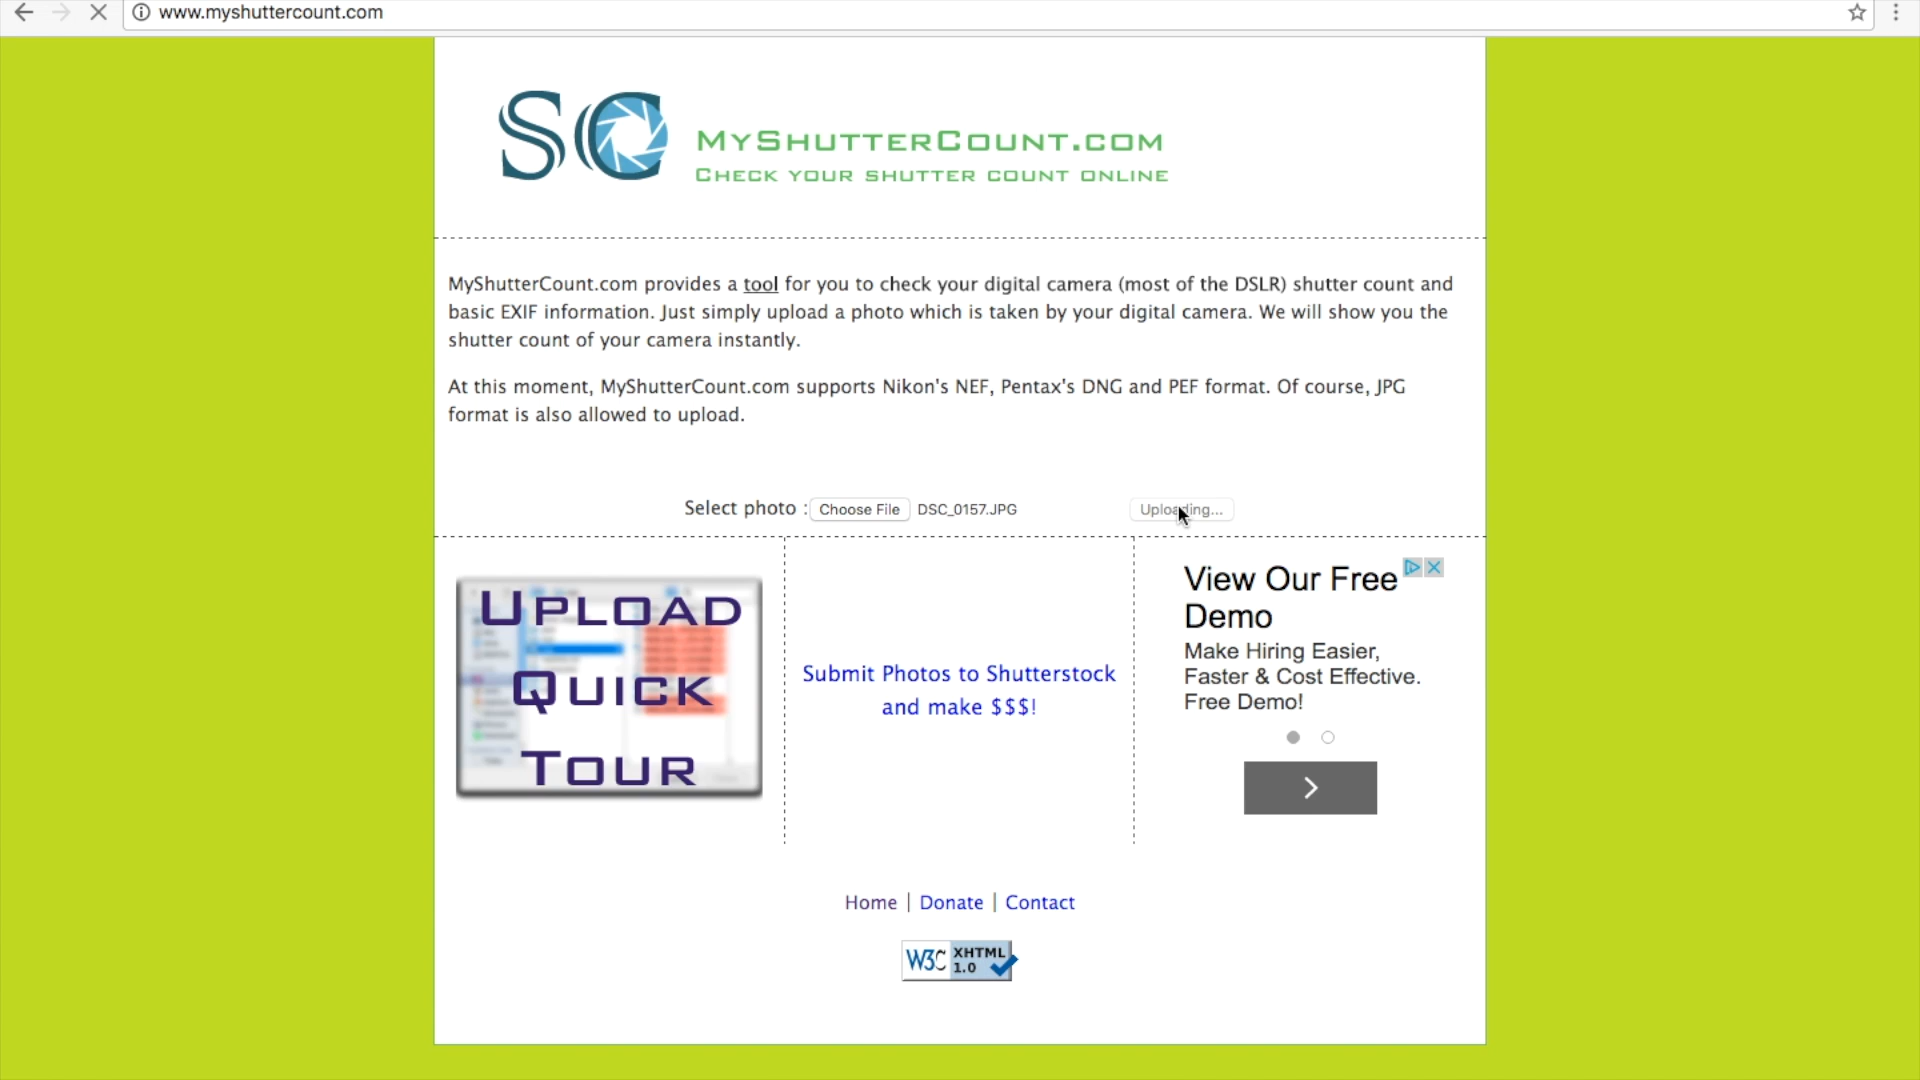 www.myshuttercount.com
SC
MyShutterCount.com
Check your shutter count online
MyShutterCount.com provides a tool for you to check your digital camera (most of the DSLR) shutter count and
basic EXIF information. Just simply upload a photo which is taken by your digital camera. We will show you the
shutter count of your camera instantly.
At this moment, MyShutterCount.com supports Nikon's NEF, Pentax's DNG and PEF format. Of course, JPG
format is also allowed to upload.
Select photo : Choose File DSC_0157.JPG Uploading...
Upload
Quick
Tour
Submit Photos to Shutterstock
and make $$$!
View Our Free
Demo
Make Hiring Easier,
Faster & Cost Effective.
Free Demo!
Home | Donate | Contact
W3C XHTML
1.0